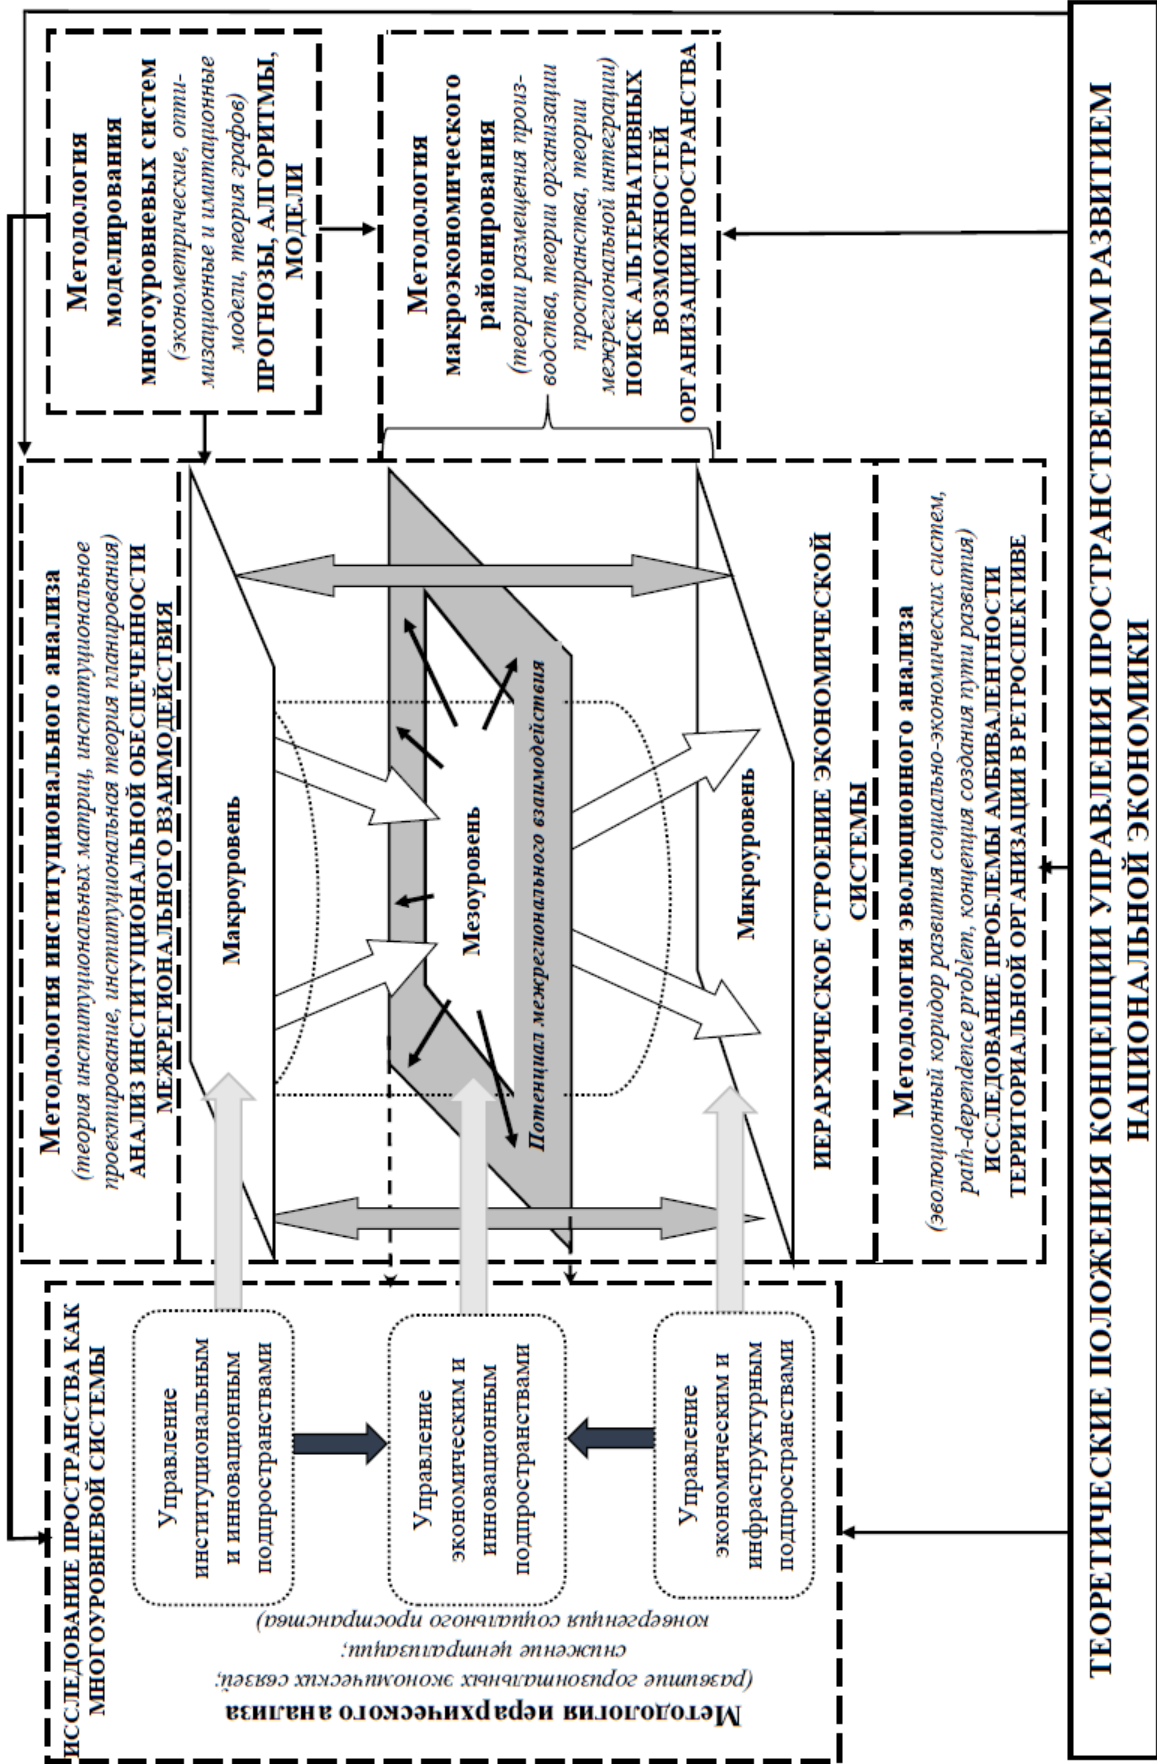 ИССЛЕДОВАНИЕ ПРОСТРАНСТВА КАК
МНОГОУРОВНЕВОЙ СИСТЕМЫ
Управление
институциональным
и инновационным
подпространствами
Управление
экономическим и
инновационным
подпространствами
Управление
экономическим и
инфраструктурным
подпространствами
Методология иерархического анализа
(развитие горизонтальных экономических связей;
снижение централизации;
конвергенция социального пространства)
Методология институционального анализа
(теория институциональных матриц, институциональное
проектирование, институциональная теория планирования)
АНАЛИЗ ИНСТИТУЦИОНАЛЬНОЙ ОБЕСПЕЧЕННОСТИ
МЕЖРЕГИОНАЛЬНОГО ВЗАИМОДЕЙСТВИЯ
Макроуровень
Мезоуровень
Потенциал межрегионального взаимодействия
Микроуровень
ИЕРАРХИЧЕСКОЕ СТРОЕНИЕ ЭКОНОМИЧЕСКОЙ
СИСТЕМЫ
Методология эволюционного анализа
(эволюционный коридор развития социально-экономических систем,
path-dependence problem, концепция создания пути развития)
ИССЛЕДОВАНИЕ ПРОБЛЕМЫ АМБИВАЛЕНТНОСТИ
ТЕРРИТОРИАЛЬНОЙ ОРГАНИЗАЦИИ В РЕТРОСПЕКТИВЕ
Методология
моделирования
многоуровневых систем
(эконометрические, опти-
мизационные и имитационные
модели, теория графов)
ПРОГНОЗЫ, АЛГОРИТМЫ,
МОДЕЛИ
Методология
макроэкономического
районирования
(теории размещения произ-
водства, теории организации
пространства, теории
межрегиональной интеграции)
ПОИСК АЛЬТЕРНАТИВНЫХ
ВОЗМОЖНОСТЕЙ
ОРГАНИЗАЦИИ ПРОСТРАНСТВА
ТЕОРЕТИЧЕСКИЕ ПОЛОЖЕНИЯ КОНЦЕПЦИИ УПРАВЛЕНИЯ ПРОСТРАНСТВЕННЫМ РАЗВИТИЕМ
НАЦИОНАЛЬНОЙ ЭКОНОМИКИ